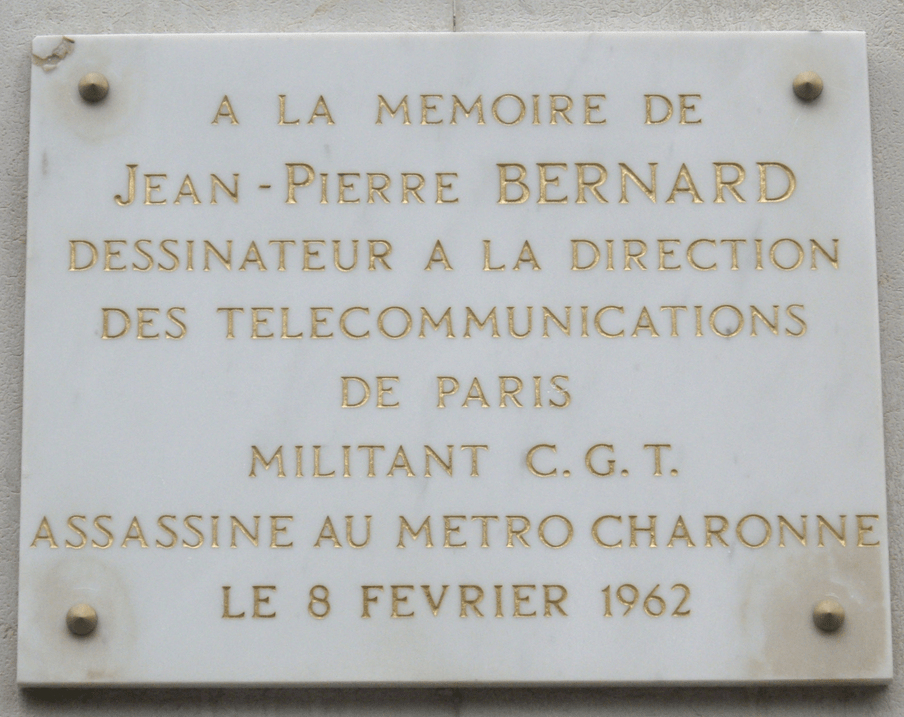 A LA MEMOIRE DE
JEAN-PIERRE BERNARD
DESSINATEUR A LA DIRECTION
DES TELECOMMUNICATIONS
DE PARIS
MILITANT C.G.T.
ASSASSINE AU METRO CHARONNE
LE 8 FEVRIER 1962